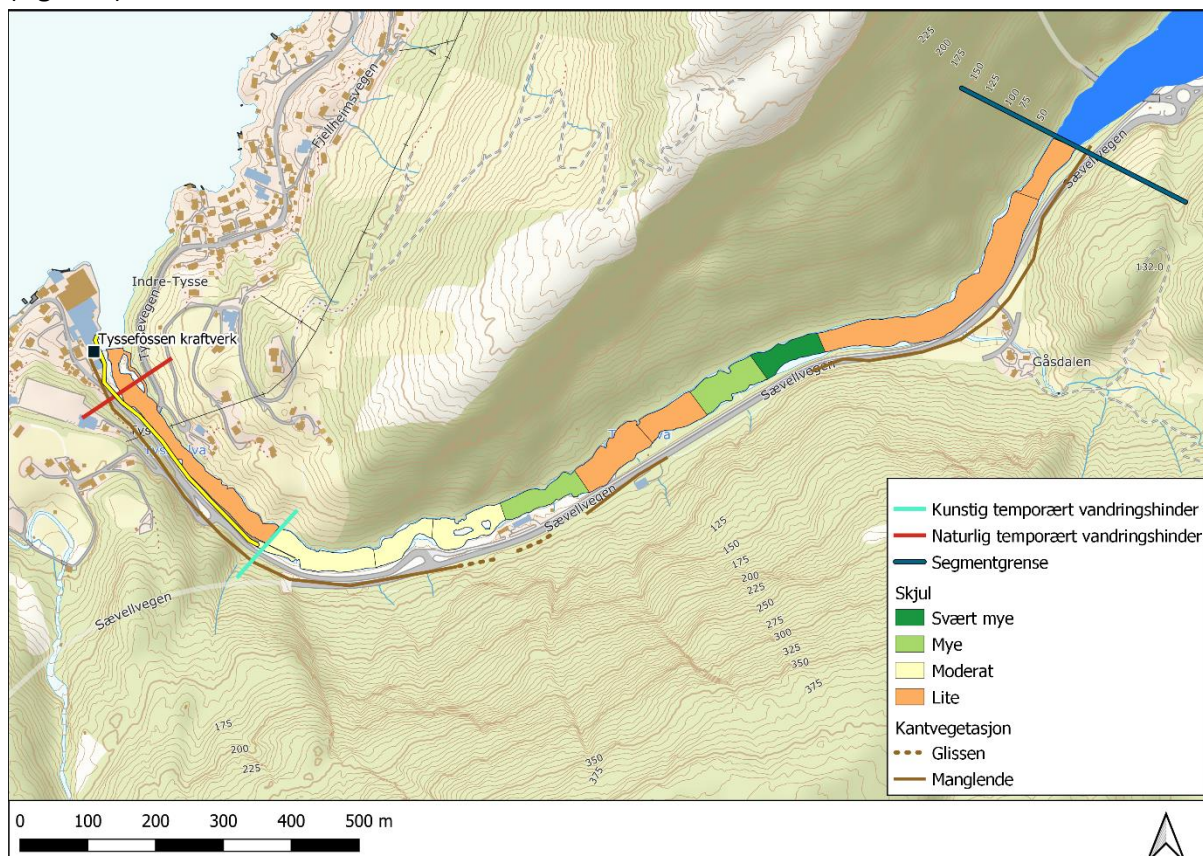 225
200
175
150
125
100
75
50
Fjellheimsvegen
Sævellvegen
132.0
Indre-Tysse
Tyssevegen
Tyssefossen kraftverk
Gåsdalen
Sævellvegen
Sævellvegen
Sævellvegen
125
150
175
200
225
250
275
300
325
350
375
175
200
225
350
375
Kunstig temporært vandringshinder
Naturlig temporært vandringshinder
Segmentgrense
Skjul
Svært mye
Mye
Moderat
Lite
Kantvegetasjon
Glissen
Manglende
0 100 200 300 400 500 m